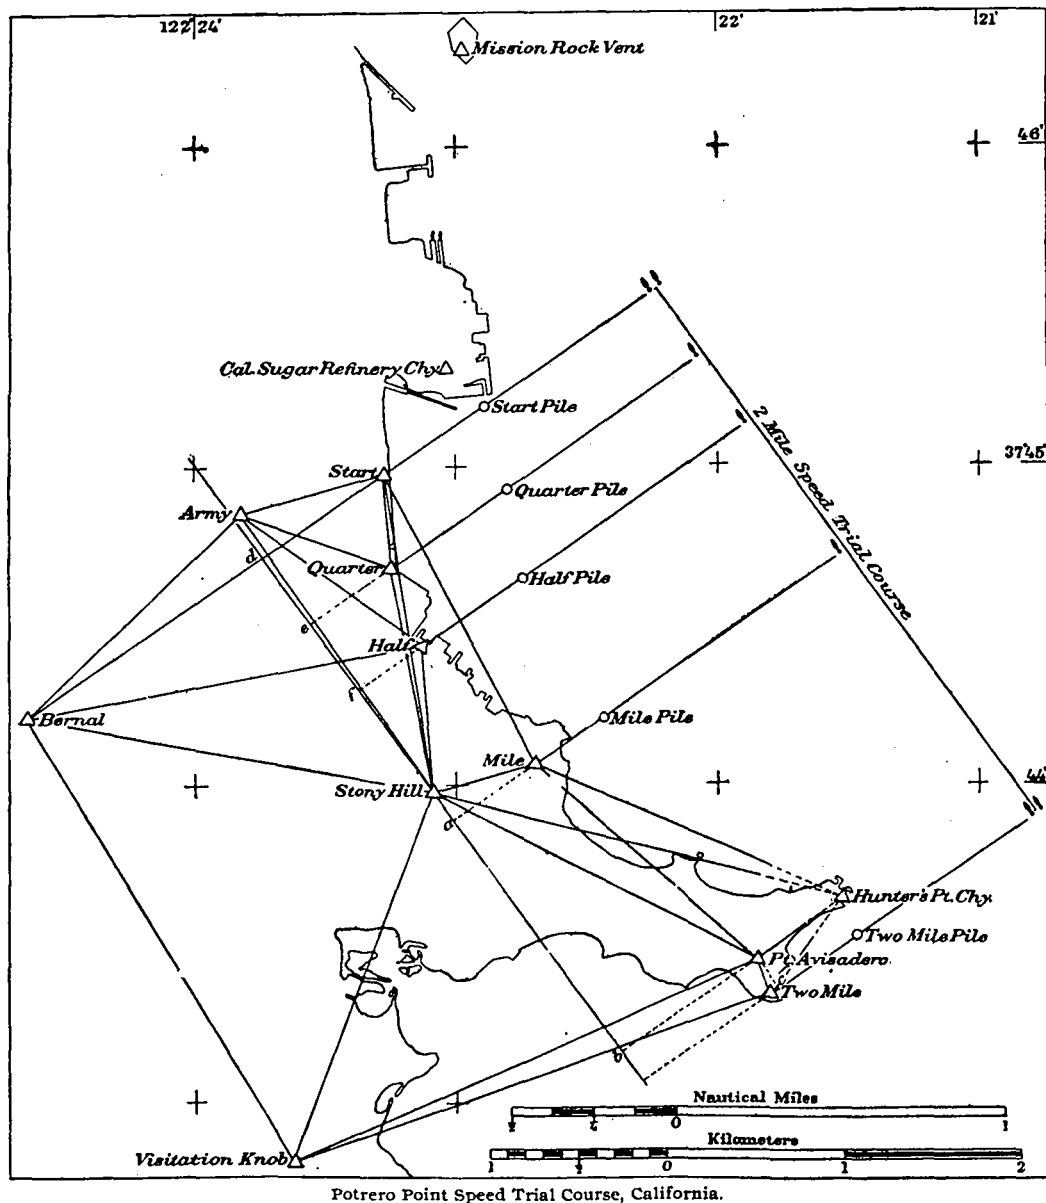 122° 24'
22'
21'
Mission Rock Vent
46'
Cal. Sugar Refinery Chy
Start Pile
2 Mile Speed Trial Course
37°45'
Start
Quarter Pile
Army
d
Quarter
Half Pile
e
Half
f
Bernal
Mile Pile
Mile
44'
Stony Hill
a
Hunter's Pt. Chy.
Two Mile Pile
Pt. Avisadero.
Two Mile
b
Nautical Miles
0
1
Kilometers
1
0
1
2
Visitation Knob
Potrero Point Speed Trial Course, California.